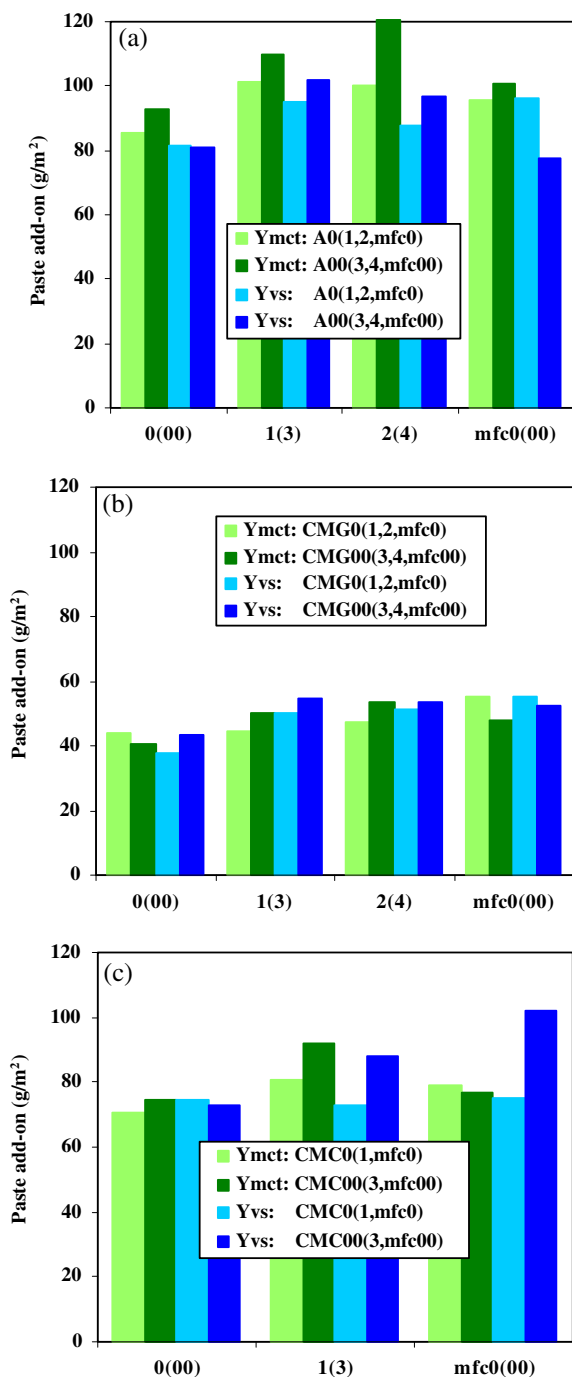 (a)
Paste add-on (g/m²)
120
100
80
60
40
20
0
Ymct: A0(1,2,mfc0)
Ymct: A00(3,4,mfc00)
Yvs: A0(1,2,mfc0)
Yvs: A00(3,4,mfc00)
0(00) 1(3) 2(4) mfc0(00)
(b)
Paste add-on (g/m²)
120
100
80
60
40
20
0
Ymct: CMG0(1,2,mfc0)
Ymct: CMG00(3,4,mfc00)
Yvs: CMG0(1,2,mfc0)
Yvs: CMG00(3,4,mfc00)
0(00) 1(3) 2(4) mfc0(00)
(c)
Paste add-on (g/m²)
120
100
80
60
40
20
0
Ymct: CMC0(1,mfc0)
Ymct: CMC00(3,mfc00)
Yvs: CMC0(1,mfc0)
Yvs: CMC00(3,mfc00)
0(00) 1(3) mfc0(00)